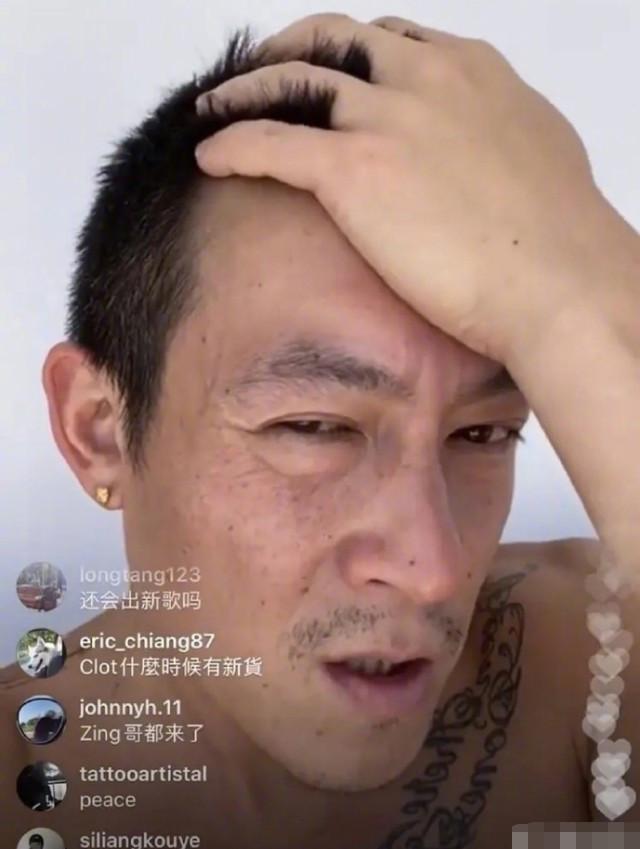 longtang123
还会出新歌吗
eric_chiang87
Clot什麼時候有新貨
johnnyh.11
Zing哥都来了
tattooartistal
peace
siliangkouye